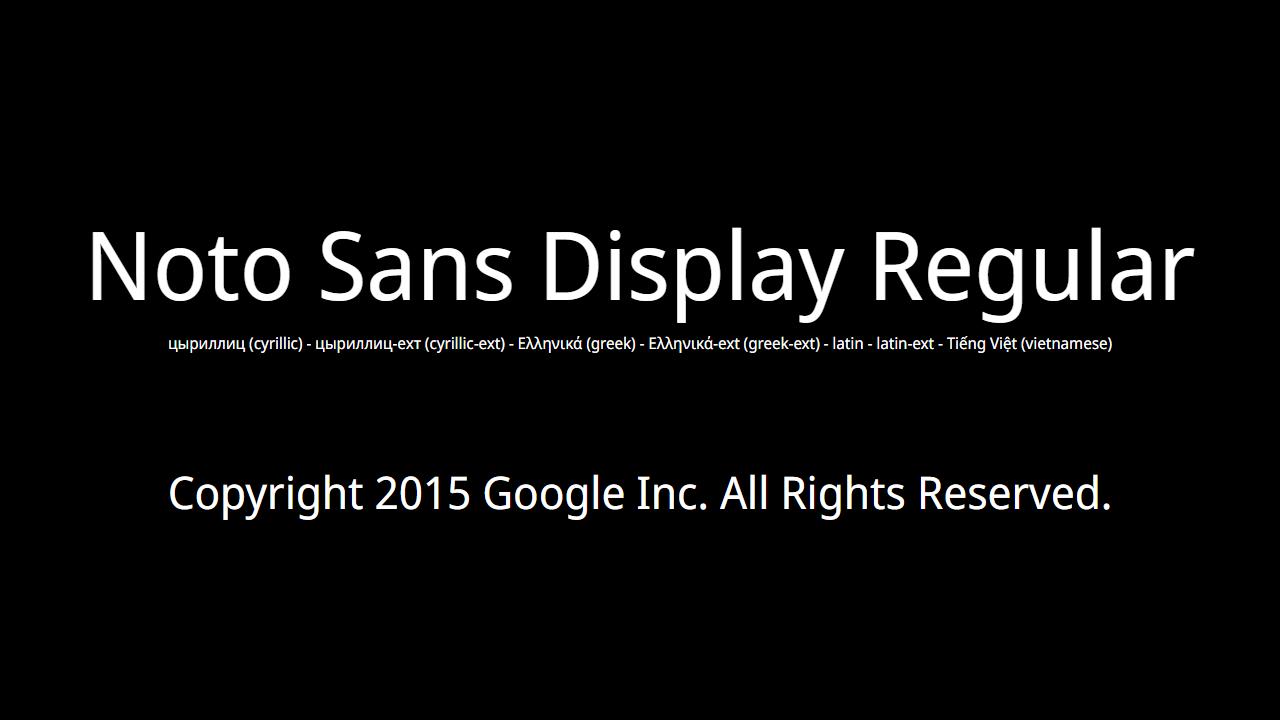 Noto Sans Display Regular
цыриллиц (cyrillic) - цыриллиц-ехт (cyrillic-ext) - Ελληνικά (greek) - Ελληνικά-ext (greek-ext) - latin - latin-ext - Tiếng Việt (vietnamese)
Copyright 2015 Google Inc. All Rights Reserved.